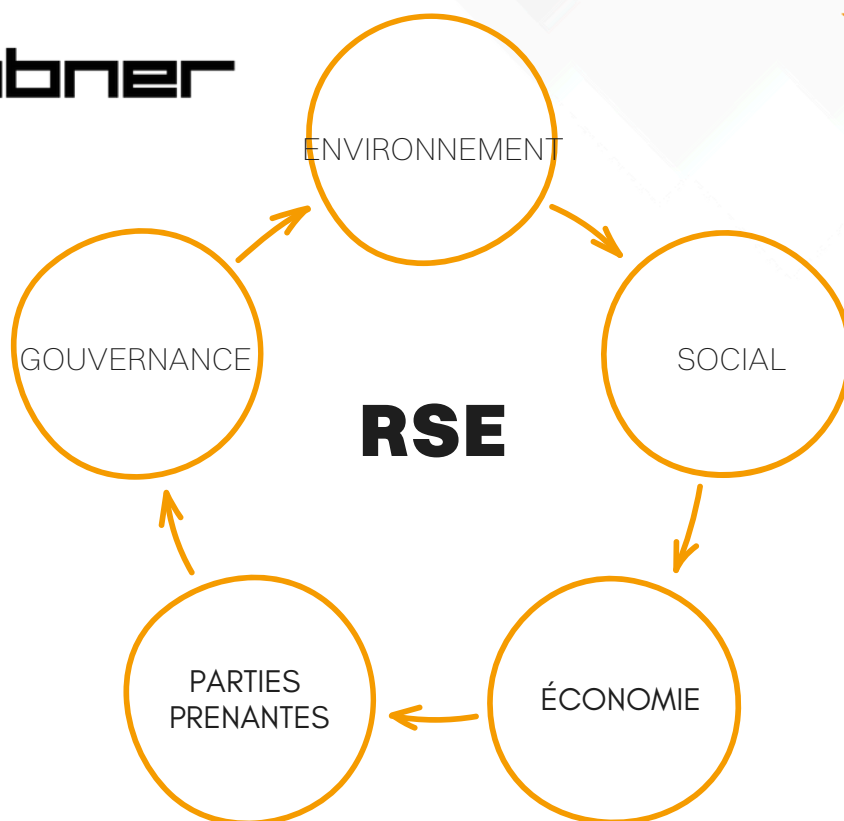 ENVIRONNEMENT
GOUVERNANCE
SOCIAL
RSE
PARTIES
PRENANTES
ÉCONOMIE